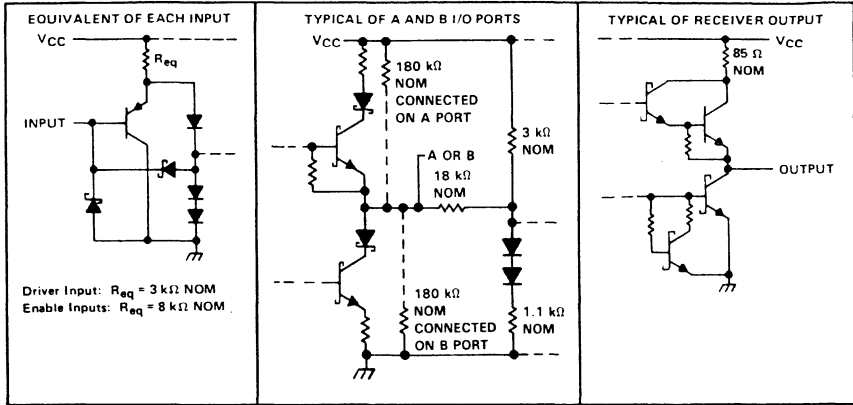 EQUIVALENT OF EACH INPUT
VCC
Req
INPUT
Driver Input: Req = 3 kΩ NOM
Enable Inputs: Req = 8 kΩ NOM
TYPICAL OF A AND B I/O PORTS
VCC
180 kΩ
NOM
CONNECTED
ON A PORT
3 kΩ
NOM
A OR B
18 kΩ
NOM
180 kΩ
NOM
CONNECTED
ON B PORT
1.1 kΩ
NOM
TYPICAL OF RECEIVER OUTPUT
VCC
85 Ω
NOM
OUTPUT